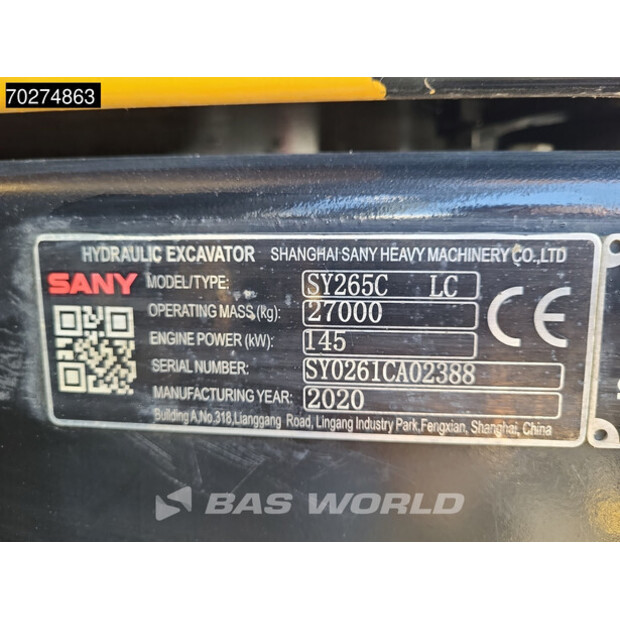 70274863
HYDRAULIC EXCAVATOR SHANGHAI SANY HEAVY MACHINERY CO.,LTD
SANY MODEL/TYPE: SY265C LC
OPERATING MASS (kg): 27000
ENGINE POWER (kW): 145
SERIAL NUMBER: SY0261CA02388
MANUFACTURING YEAR: 2020
Building A,No.318,Lianggang Road, Lingang Industry Park,Fengxian, Shanghai, China
CE
BAS WORLD